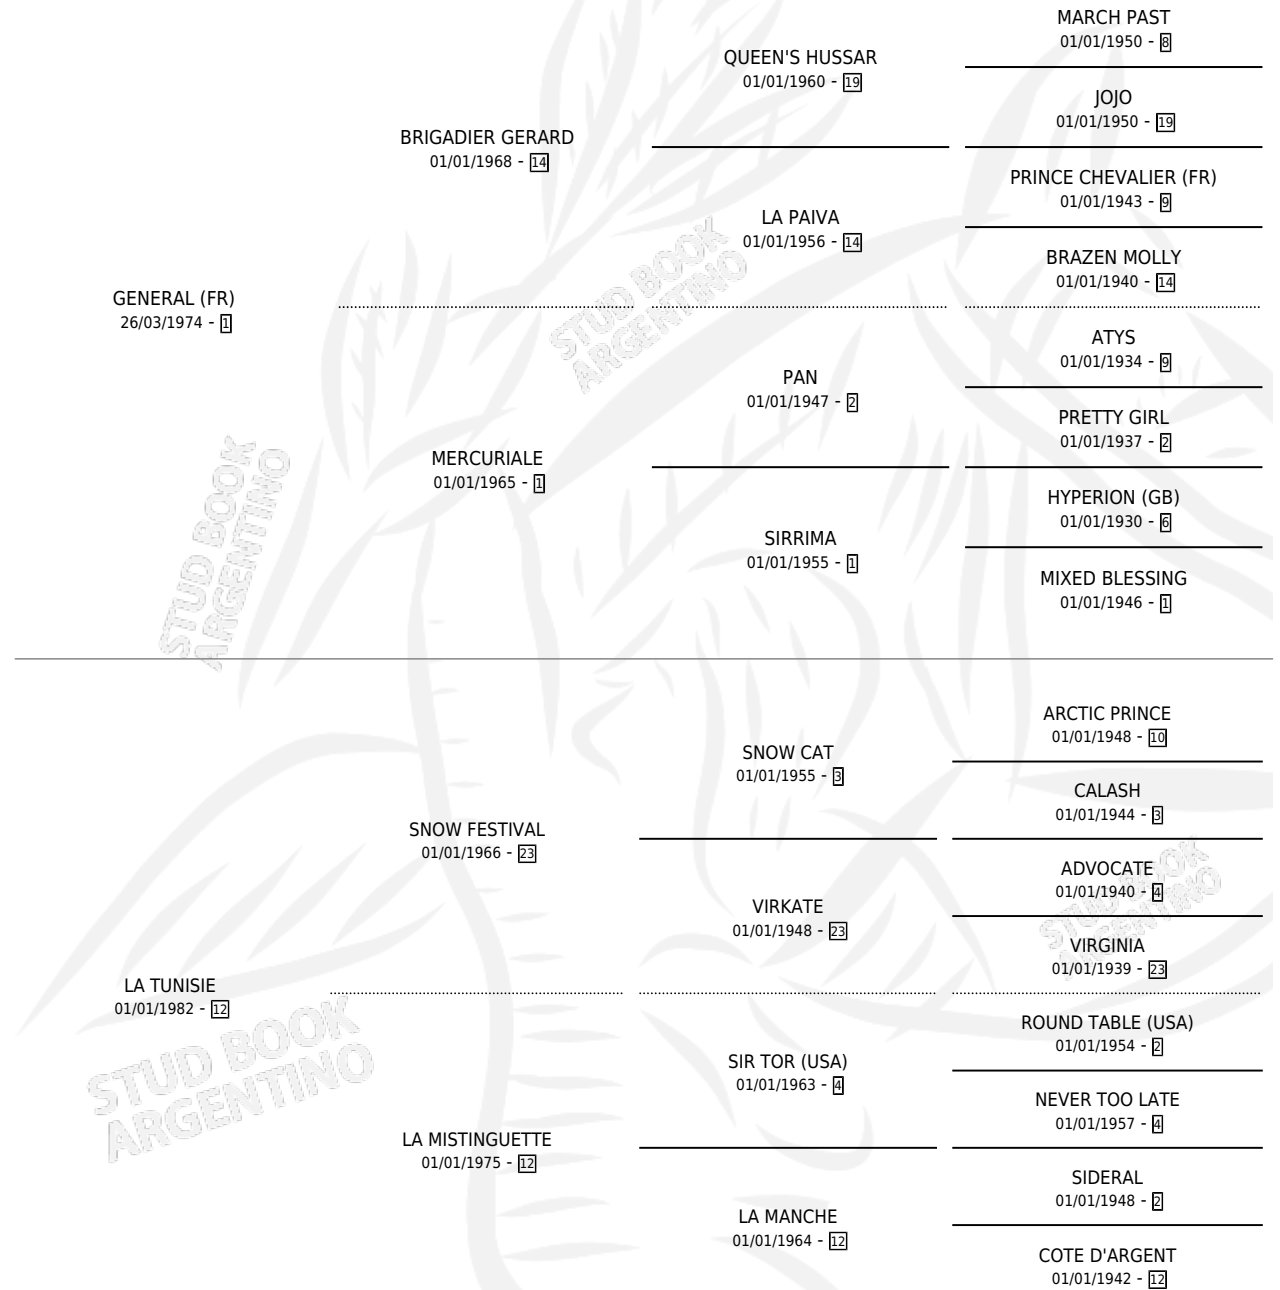 MARCH PAST
01/01/1950 - 8
QUEEN'S HUSSAR
01/01/1960 - 19
JOJO
01/01/1950 - 19
BRIGADIER GERARD
01/01/1968 - 14
PRINCE CHEVALIER (FR)
01/01/1943 - 9
LA PAIVA
01/01/1956 - 14
BRAZEN MOLLY
01/01/1940 - 14
GENERAL (FR)
26/03/1974 - 1
ATYS
01/01/1934 - 9
PAN
01/01/1947 - 2
PRETTY GIRL
01/01/1937 - 2
MERCURIALE
01/01/1965 - 1
HYPERION (GB)
01/01/1930 - 6
SIRRIMA
01/01/1955 - 1
MIXED BLESSING
01/01/1946 - 1
ARCTIC PRINCE
01/01/1948 - 10
SNOW CAT
01/01/1955 - 3
CALASH
01/01/1944 - 3
SNOW FESTIVAL
01/01/1966 - 23
ADVOCATE
01/01/1940 - 4
VIRKATE
01/01/1948 - 23
VIRGINIA
01/01/1939 - 23
LA TUNISIE
01/01/1982 - 12
ROUND TABLE (USA)
01/01/1954 - 2
SIR TOR (USA)
01/01/1963 - 4
NEVER TOO LATE
01/01/1957 - 4
LA MISTINGUETTE
01/01/1975 - 12
SIDERAL
01/01/1948 - 2
LA MANCHE
01/01/1964 - 12
COTE D'ARGENT
01/01/1942 - 12
STUD BOOK
ARGENTINO
STUD BOOK
ARGENTINO
STUD BOOK
ARGENTINO
STUD BOOK
ARGENTINO